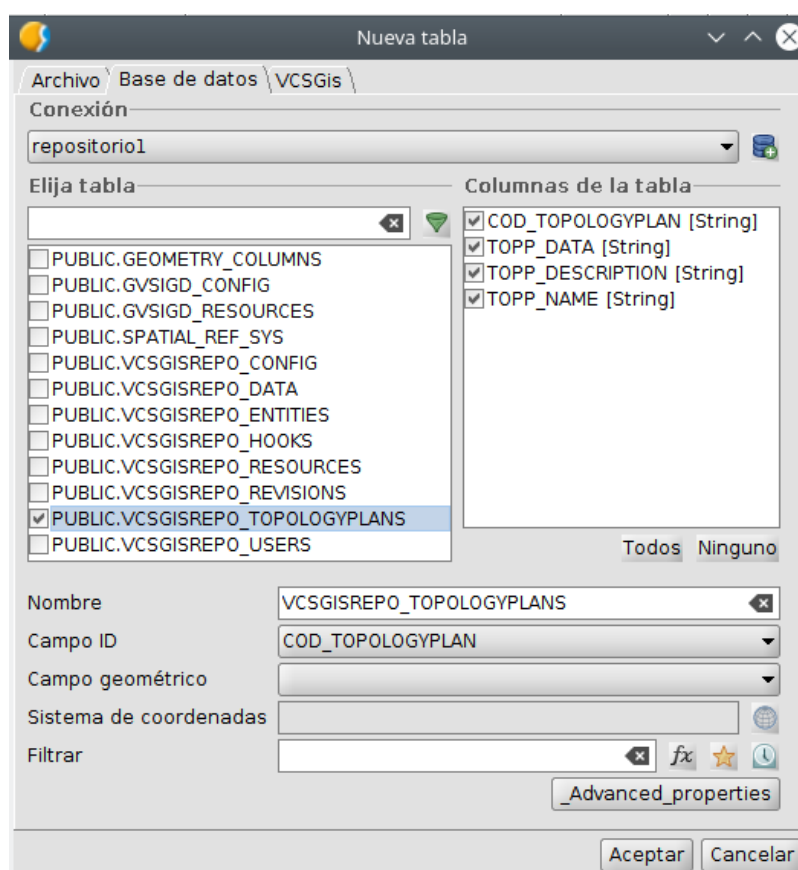 Nueva tabla
Archivo Base de datos VCSGis
Conexión
repositorio1
Elija tabla
PUBLIC.GEOMETRY_COLUMNS
PUBLIC.GVSIGD_CONFIG
PUBLIC.GVSIGD_RESOURCES
PUBLIC.SPATIAL_REF_SYS
PUBLIC.VCSGISREPO_CONFIG
PUBLIC.VCSGISREPO_DATA
PUBLIC.VCSGISREPO_ENTITIES
PUBLIC.VCSGISREPO_HOOKS
PUBLIC.VCSGISREPO_RESOURCES
PUBLIC.VCSGISREPO_REVISIONS
PUBLIC.VCSGISREPO_TOPOLOGYPLANS
PUBLIC.VCSGISREPO_USERS
Columnas de la tabla
COD_TOPOLOGYPLAN [String]
TOPP_DATA [String]
TOPP_DESCRIPTION [String]
TOPP_NAME [String]
Todos Ninguno
Nombre VCSGISREPO_TOPOLOGYPLANS
Campo ID COD_TOPOLOGYPLAN
Campo geométrico
Sistema de coordenadas
Filtrar fx
_Advanced_properties
Aceptar Cancelar